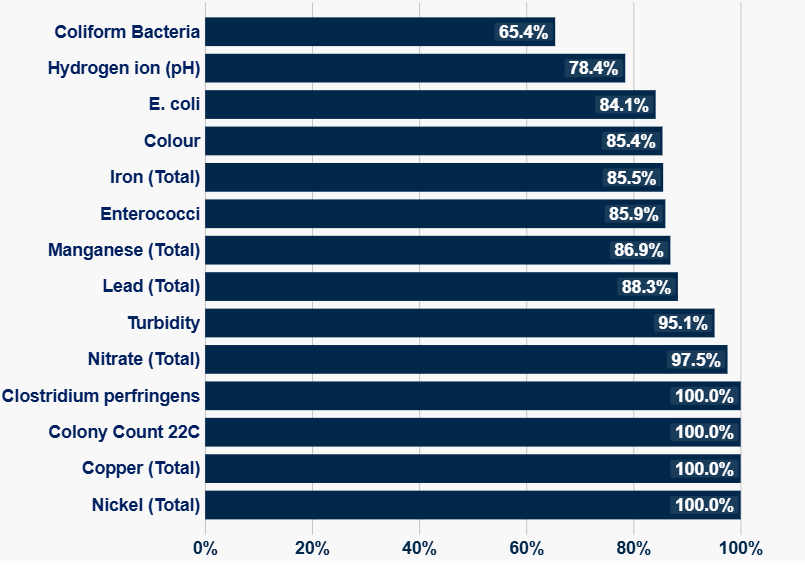 Coliform Bacteria 65.4%
Hydrogen ion (pH) 78.4%
E. coli 84.1%
Colour 85.4%
Iron (Total) 85.5%
Enterococci 85.9%
Manganese (Total) 86.9%
Lead (Total) 88.3%
Turbidity 95.1%
Nitrate (Total) 97.5%
Clostridium perfringens 100.0%
Colony Count 22C 100.0%
Copper (Total) 100.0%
Nickel (Total) 100.0%
0% 20% 40% 60% 80% 100%